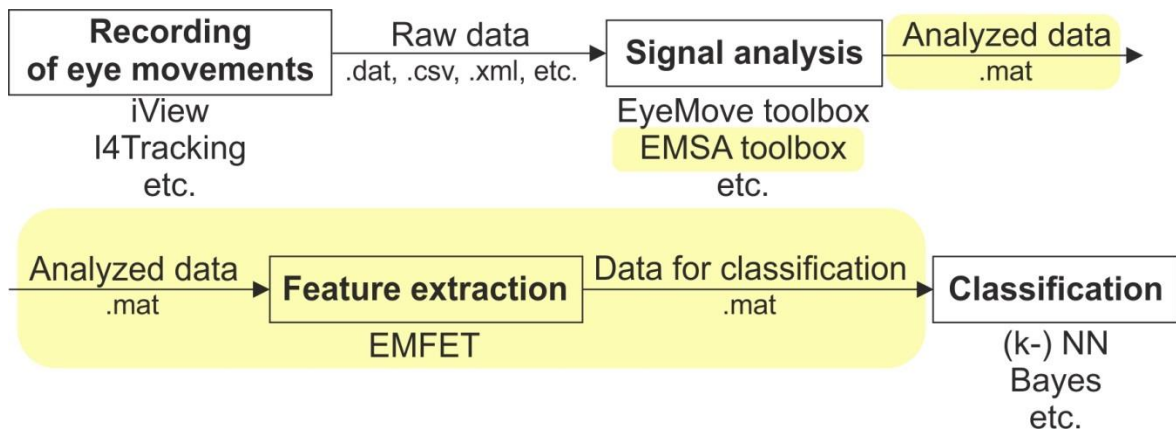 Recording
of eye movements
iView
I4Tracking
etc.
Raw data
.dat, .csv, .xml, etc.
Signal analysis
EyeMove toolbox
EMSA toolbox
etc.
Analyzed data
.mat
Analyzed data
.mat
Feature extraction
EMFET
Data for classification
.mat
Classification
(k-) NN
Bayes
etc.